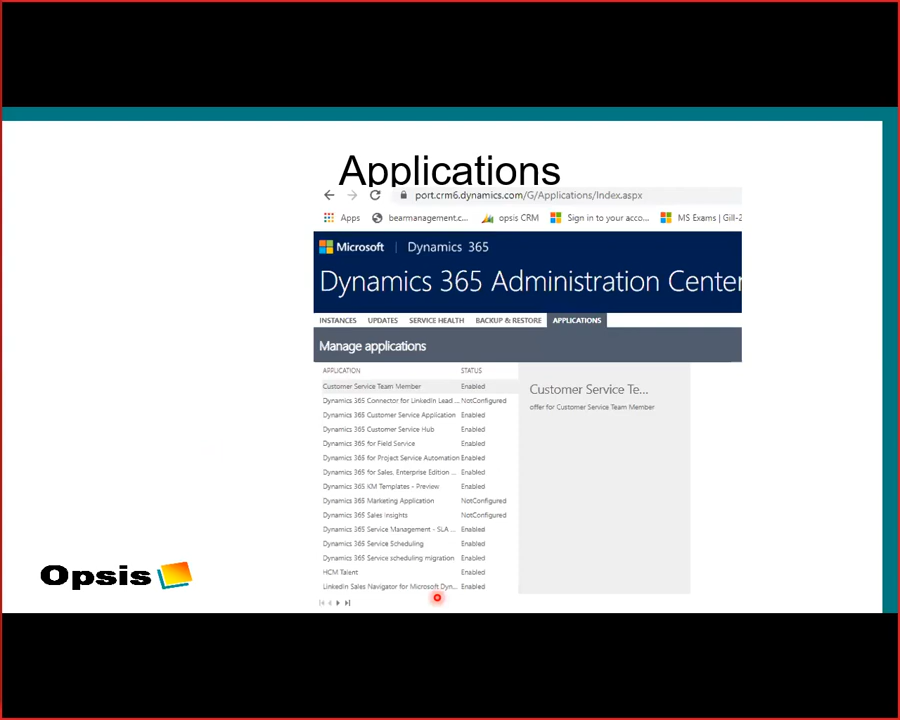 Applications
port.crm6.dynamics.com/G/Applications/Index.aspx
Apps bearmanagement.c... opsis CRM Sign in to your acco... MS Exams | Gill-2
Microsoft | Dynamics 365
Dynamics 365 Administration Center
INSTANCES UPDATES SERVICE HEALTH BACKUP & RESTORE APPLICATIONS
Manage applications
APPLICATION STATUS
Customer Service Team Member Enabled
Customer Service Te...
offer for Customer Service Team Member
Dynamics 365 Connector for LinkedIn Lead ... NotConfigured
Dynamics 365 Customer Service Application Enabled
Dynamics 365 Customer Service Hub Enabled
Dynamics 365 for Field Service Enabled
Dynamics 365 for Project Service Automation Enabled
Dynamics 365 for Sales, Enterprise Edition ... Enabled
Dynamics 365 KM Templates - Preview Enabled
Dynamics 365 Marketing Application NotConfigured
Dynamics 365 Sales Insights NotConfigured
Dynamics 365 Service Management - SLA ... Enabled
Dynamics 365 Service Scheduling Enabled
Dynamics 365 Service scheduling migration Enabled
HCM Talent Enabled
LinkedIn Sales Navigator for Microsoft Dyn... Enabled
Opsis